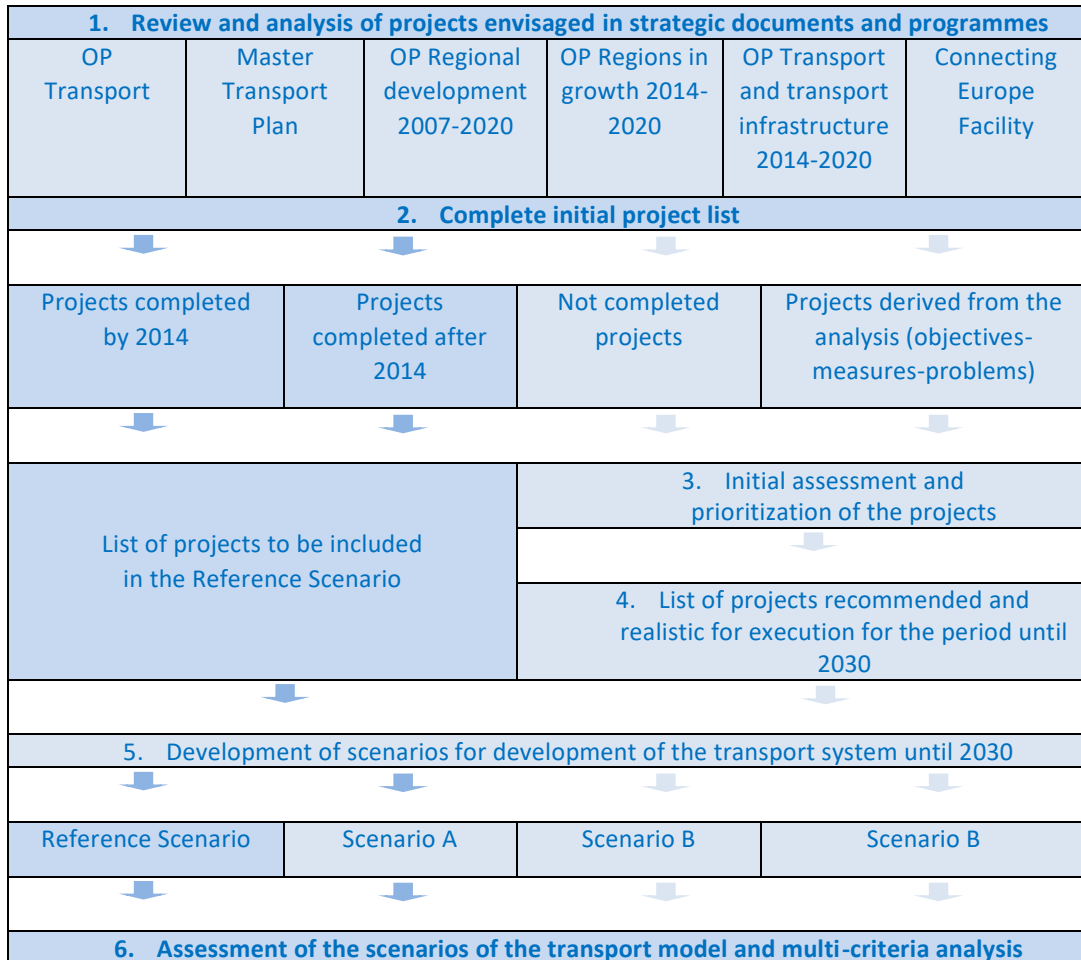 1. Review and analysis of projects envisaged in strategic documents and programmes
OP
Transport
Master
Transport
Plan
OP Regional
development
2007-2020
OP Regions in
growth 2014-
2020
OP Transport
and transport
infrastructure
2014-2020
Connecting
Europe
Facility
2. Complete initial project list
Projects completed
by 2014
Projects
completed after
2014
Not completed
projects
Projects derived from the
analysis (objectives-
measures-problems)
List of projects to be included
in the Reference Scenario
3. Initial assessment and
prioritization of the projects
4. List of projects recommended and
realistic for execution for the period until
2030
5. Development of scenarios for development of the transport system until 2030
Reference Scenario
Scenario A
Scenario B
Scenario B
6. Assessment of the scenarios of the transport model and multi-criteria analysis